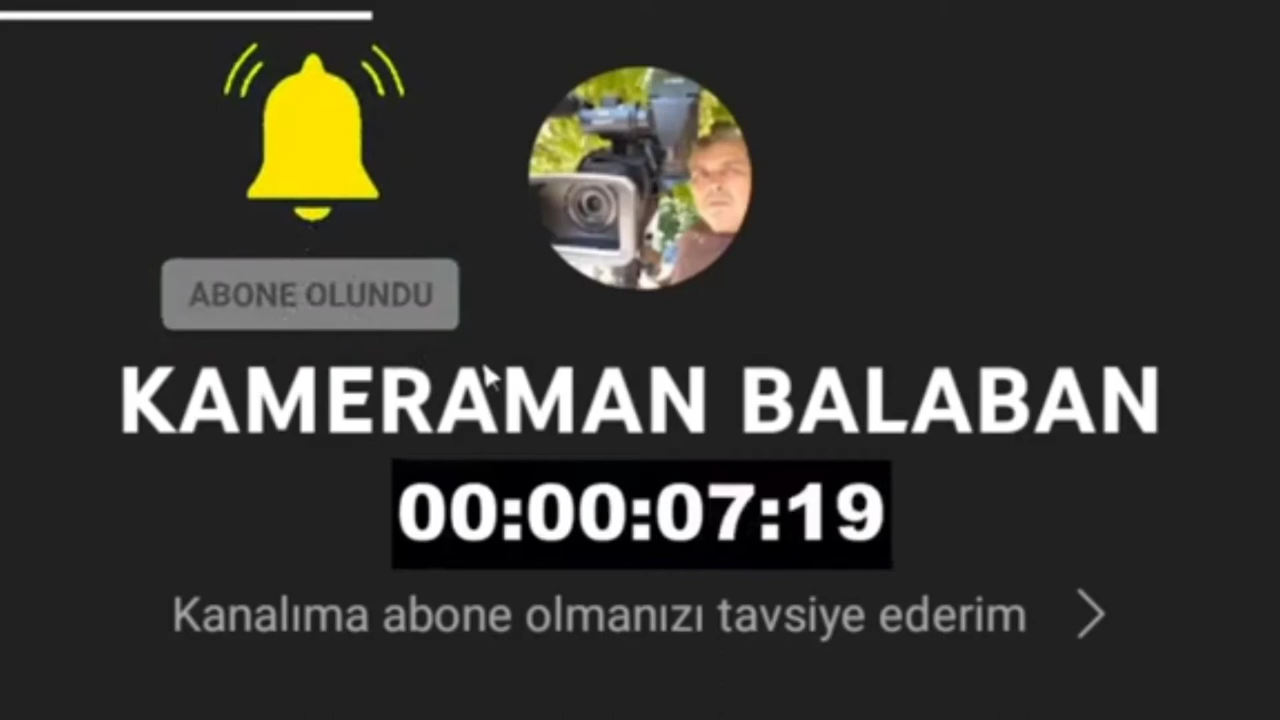 ABONE OLUNDU
KAMERAMAN BALABAN
00:00:07:19
Kanalıma abone olmanızı tavsiye ederim